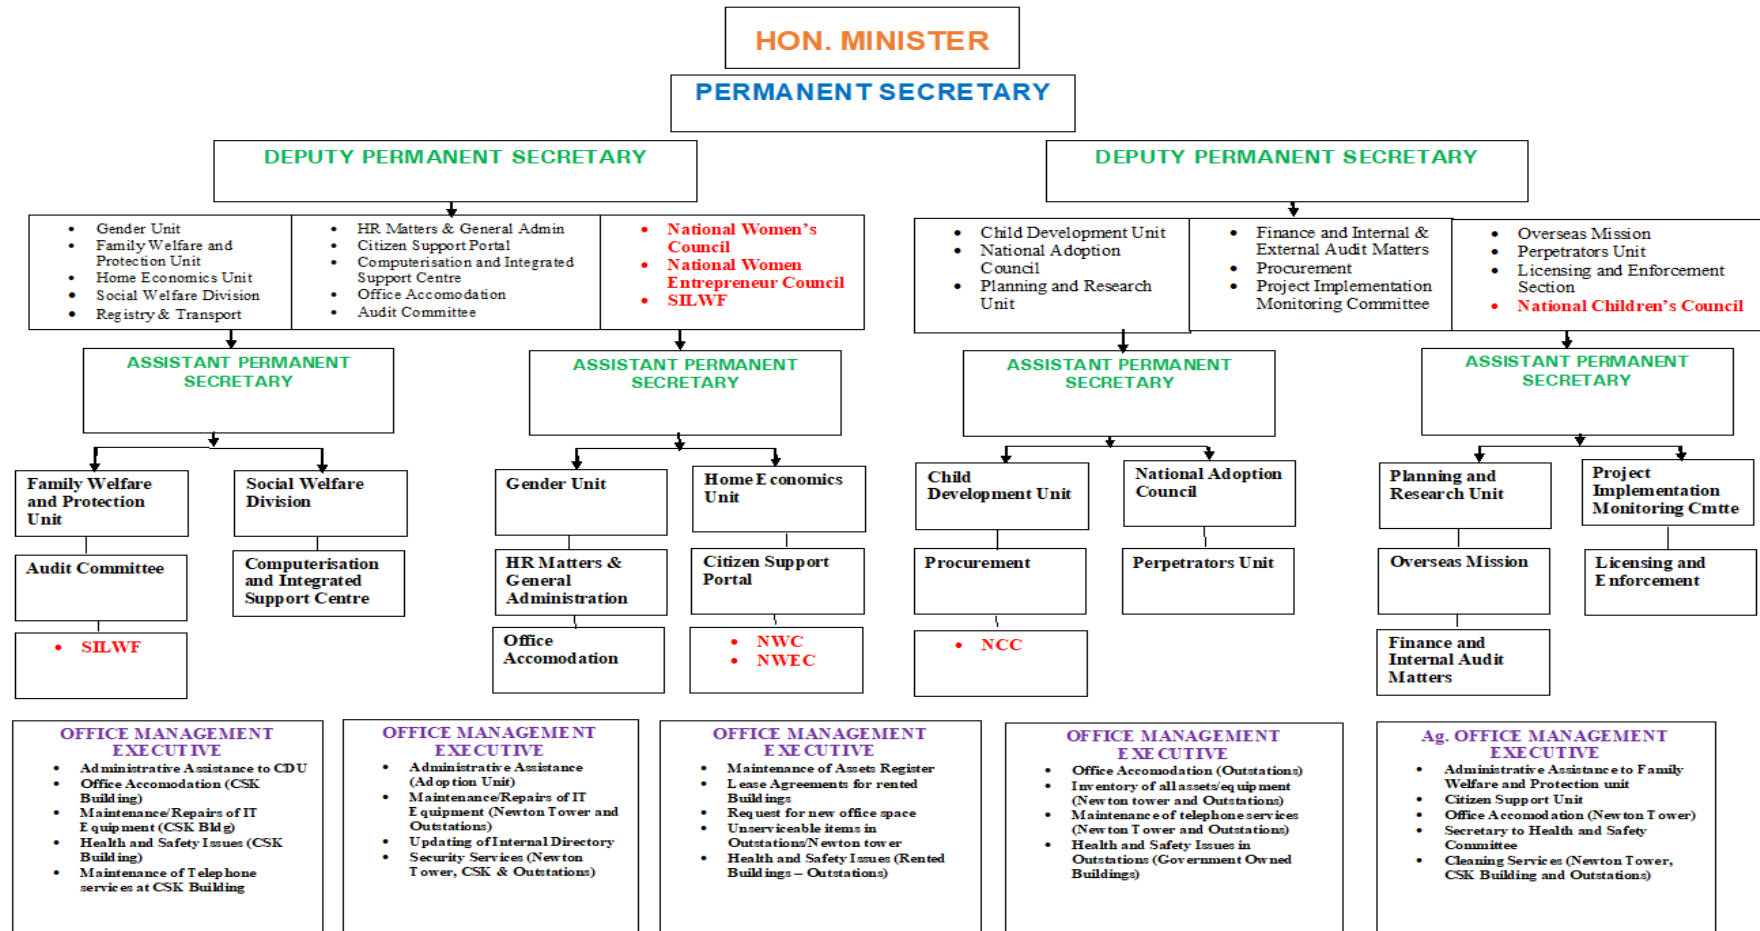 HON. MINISTER
PERMANENT SECRETARY
DEPUTY PERMANENT SECRETARY
• Gender Unit
• Family Welfare and
Protection Unit
• Home Economics Unit
• Social Welfare Division
• Registry & Transport
• HR Matters & General Admin
• Citizen Support Portal
• Computerisation and Integrated
Support Centre
• Office Accomodation
• Audit Committee
• National Women's
Council
• National Women
Entrepreneur Council
• SILWF
DEPUTY PERMANENT SECRETARY
• Child Development Unit
• National Adoption
Council
• Planning and Research
Unit
• Finance and Internal &
External Audit Matters
• Procurement
• Project Implementation
Monitoring Committee
• Overseas Mission
• Perpetrators Unit
• Licensing and Enforcement
Section
• National Children's Council
ASSISTANT PERMANENT
SECRETARY
Family Welfare
and Protection
Unit
Audit Committee
• SILWF
Social Welfare
Division
Computerisation
and Integrated
Support Centre
ASSISTANT PERMANENT
SECRETARY
Gender Unit
HR Matters &
General
Administration
Office
Accomodation
Home Economics
Unit
Citizen Support
Portal
• NWC
• NWEC
ASSISTANT PERMANENT
SECRETARY
Child
Development Unit
Procurement
• NCC
National Adoption
Council
Perpetrators Unit
ASSISTANT PERMANENT
SECRETARY
Planning and
Research Unit
Overseas Mission
Finance and
Internal Audit
Matters
Project
Implementation
Monitoring Cmtte
Licensing and
Enforcement
OFFICE MANAGEMENT
EXECUTIVE
• Administrative Assistance to CDU
• Office Accomodation (CSK
Building)
• Maintenance/Repairs of IT
Equipment (CSK Bldg)
• Health and Safety Issues (CSK
Building)
• Maintenance of Telephone
services at CSK Building
OFFICE MANAGEMENT
EXECUTIVE
• Administrative Assistance
(Adoption Unit)
• Maintenance/Repairs of IT
Equipment (Newton Tower and
Outstations)
• Updating of Internal Directory
• Security Services (Newton
Tower, CSK & Outstations)
OFFICE MANAGEMENT
EXECUTIVE
• Maintenance of Assets Register
• Lease Agreements for rented
Buildings
• Request for new office space
• Unserviceable items in
Outstations/Newton tower
• Health and Safety Issues (Rented
Buildings – Outstations)
OFFICE MANAGEMENT
EXECUTIVE
• Office Accomodation (Outstations)
• Inventory of all assets/equipment
(Newton tower and Outstations)
• Maintenance of telephone services
(Newton Tower and Outstations)
• Health and Safety Issues in
Outstations (Government Owned
Buildings)
Ag. OFFICE MANAGEMENT
EXECUTIVE
• Administrative Assistance to Family
Welfare and Protection unit
• Citizen Support Unit
• Office Accomodation (Newton Tower)
• Secretary to Health and Safety
Committee
• Cleaning Services (Newton Tower,
CSK Building and Outstations)